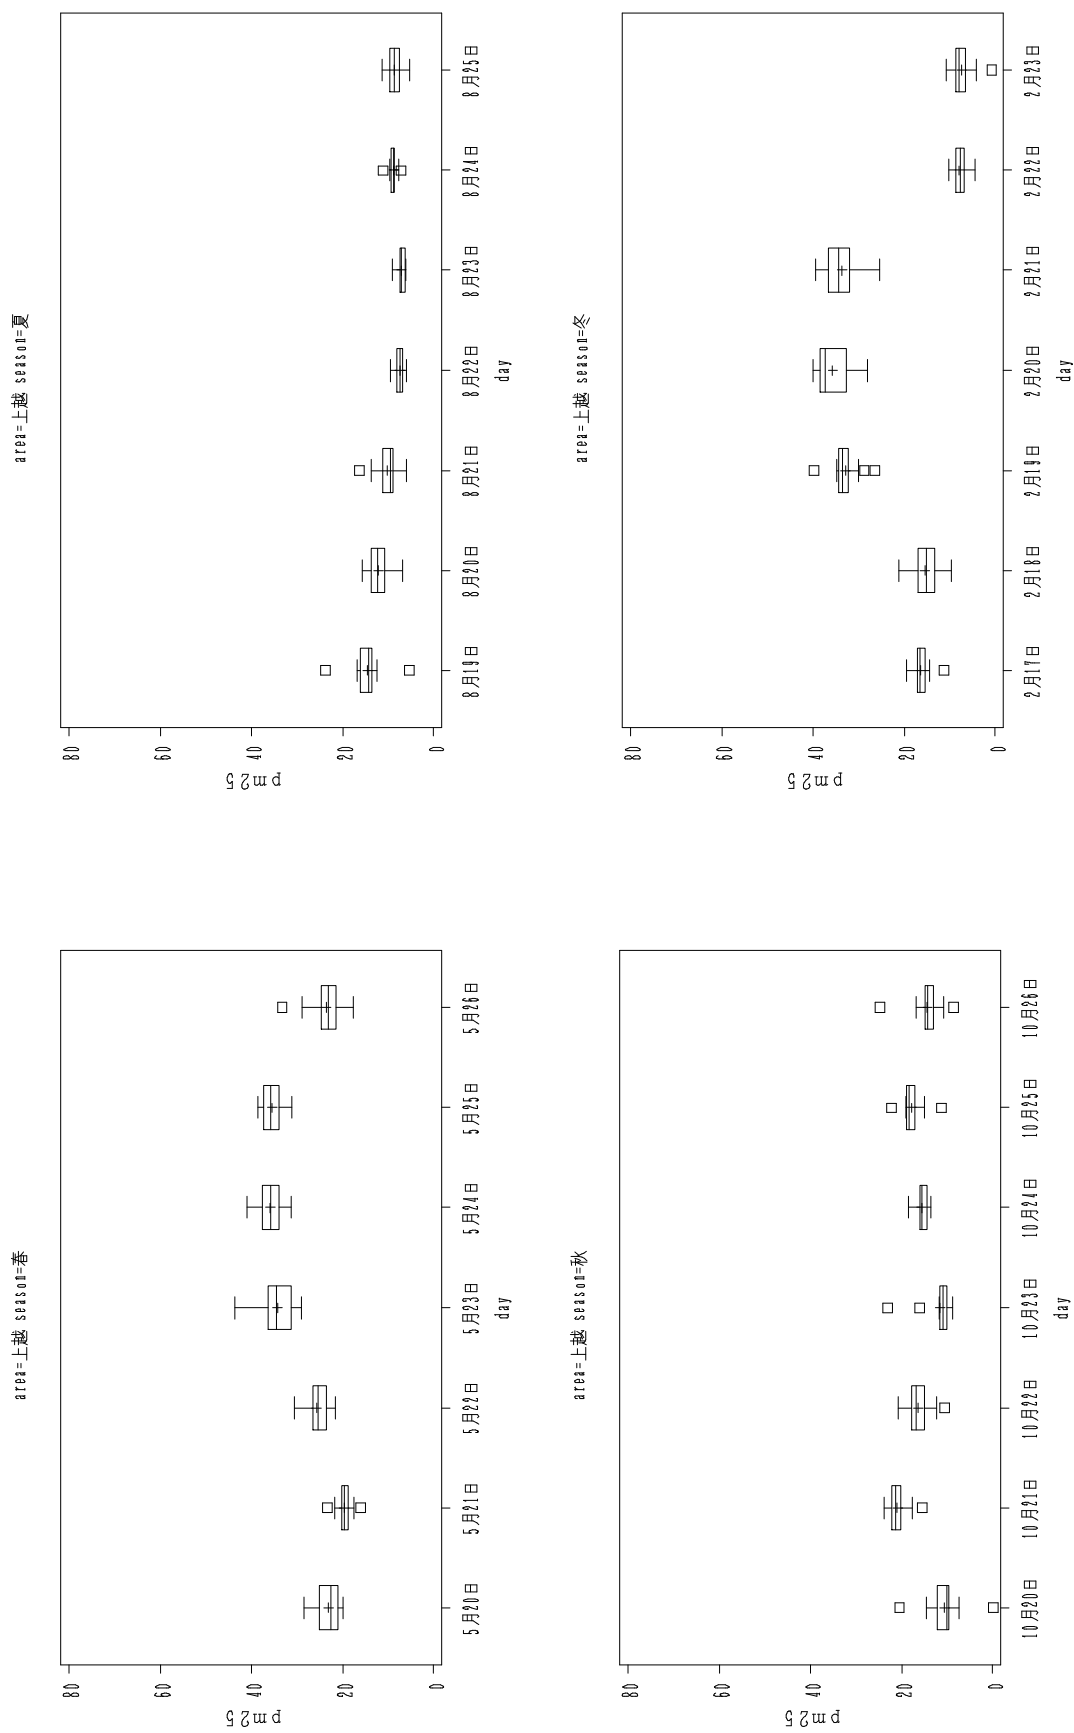 area=上越 season=春
pm25
80
60
40
20
0
5月20日
5月21日
5月22日
5月23日
5月24日
5月25日
5月26日
day
area=上越 season=夏
pm25
80
60
40
20
0
8月19日
8月20日
8月21日
8月22日
8月23日
8月24日
8月25日
day
area=上越 season=秋
pm25
80
60
40
20
0
10月20日
10月21日
10月22日
10月23日
10月24日
10月25日
10月26日
day
area=上越 season=冬
pm25
80
60
40
20
0
2月17日
2月18日
2月19日
2月20日
2月21日
2月22日
2月23日
day